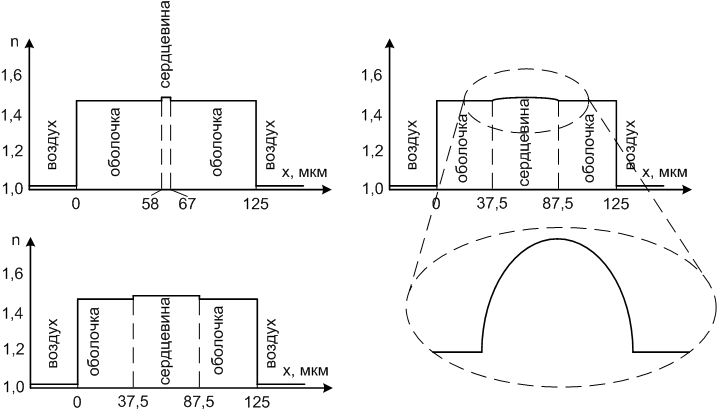 n
1,6
1,4
1,2
1,0
воздух
оболочка
сердцевина
оболочка
воздух
x, мкм
0
58
67
125
n
1,6
1,4
1,2
1,0
воздух
оболочка
сердцевина
оболочка
воздух
x, мкм
0
37,5
87,5
125
n
1,6
1,4
1,2
1,0
воздух
оболочка
сердцевина
оболочка
воздух
x, мкм
0
37,5
87,5
125